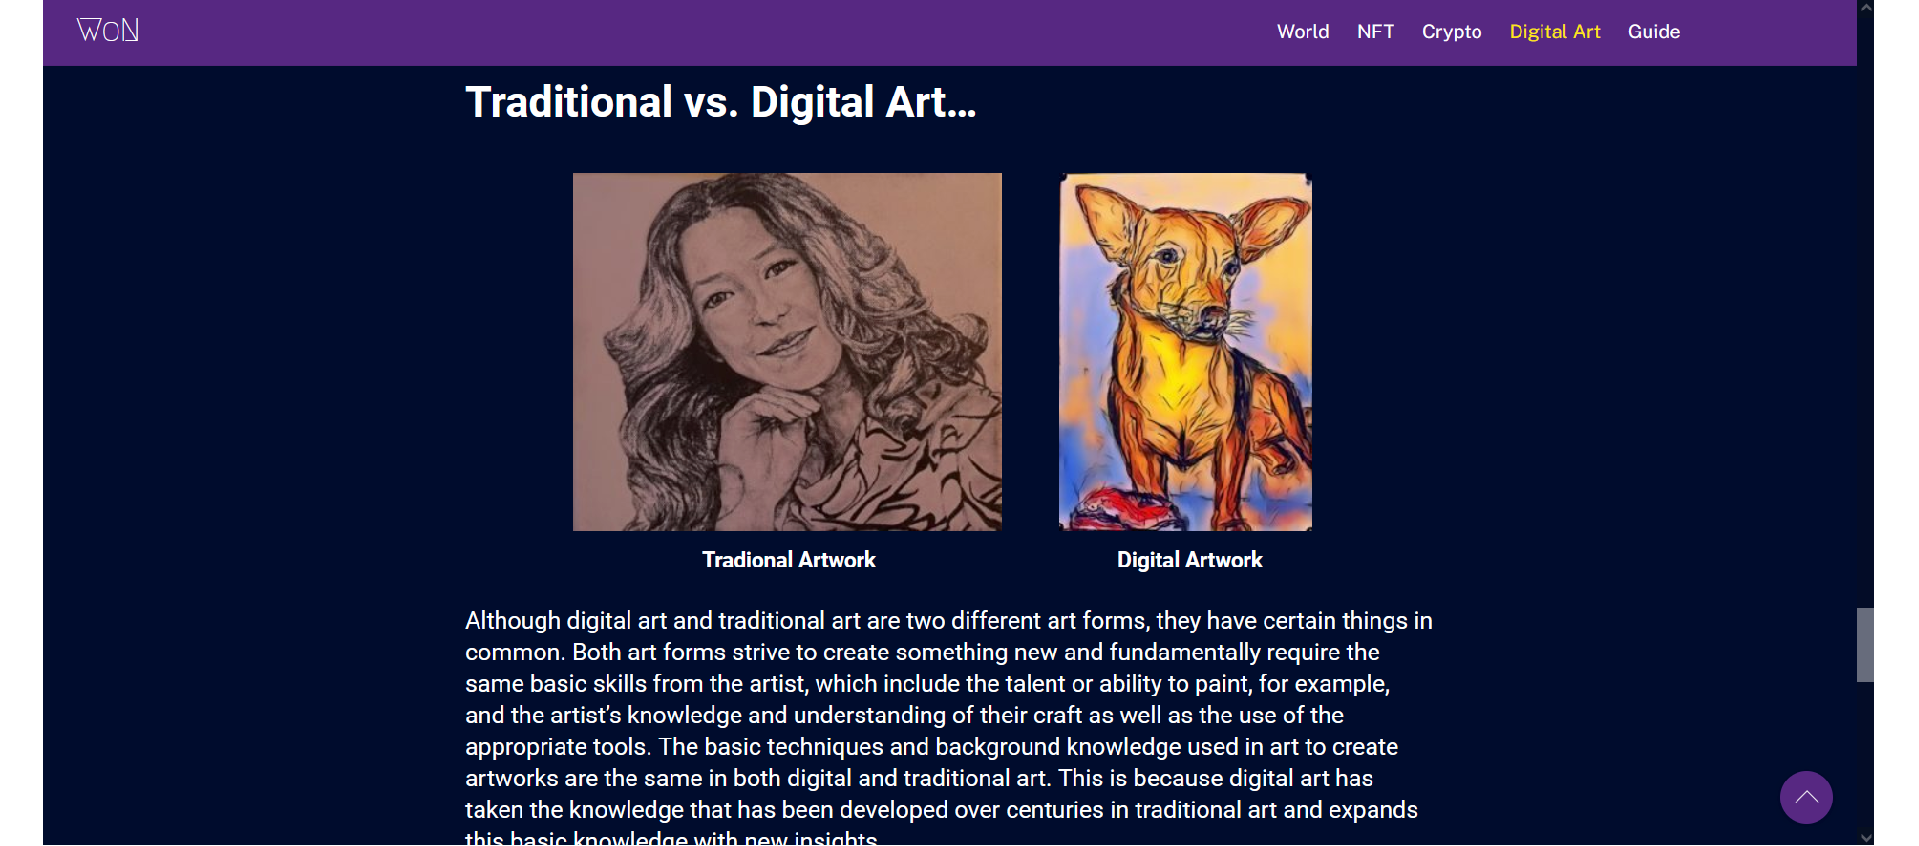 WoN
World NFT Crypto Digital Art Guide
Traditional vs. Digital Art...
Tradional Artwork
Digital Artwork
Although digital art and traditional art are two different art forms, they have certain things in
common. Both art forms strive to create something new and fundamentally require the
same basic skills from the artist, which include the talent or ability to paint, for example,
and the artist’s knowledge and understanding of their craft as well as the use of the
appropriate tools. The basic techniques and background knowledge used in art to create
artworks are the same in both digital and traditional art. This is because digital art has
taken the knowledge that has been developed over centuries in traditional art and expands
this basic knowledge with new insights.